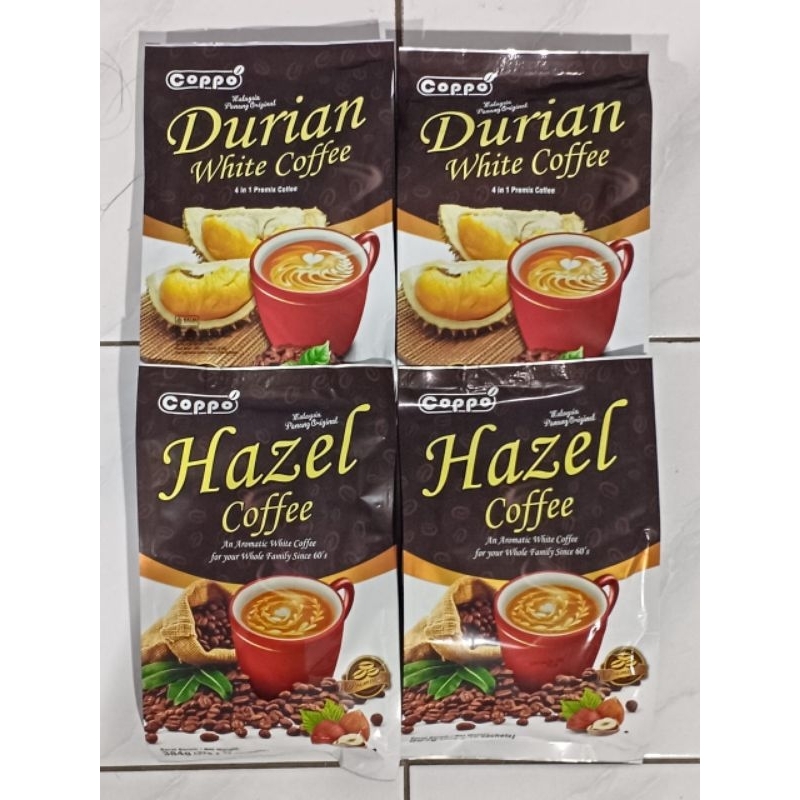 Coppo
Malaysia
Penang Original
Durian
White Coffee
4 in 1 Premix Coffee
Coppo
Malaysia
Penang Original
Durian
White Coffee
4 in 1 Premix Coffee
Coppo
Malaysia
Penang Original
Hazel
Coffee
An Aromatic White Coffee
for your Whole Family Since 60's
Coppo
Malaysia
Penang Original
Hazel
Coffee
An Aromatic White Coffee
for your Whole Family Since 60's